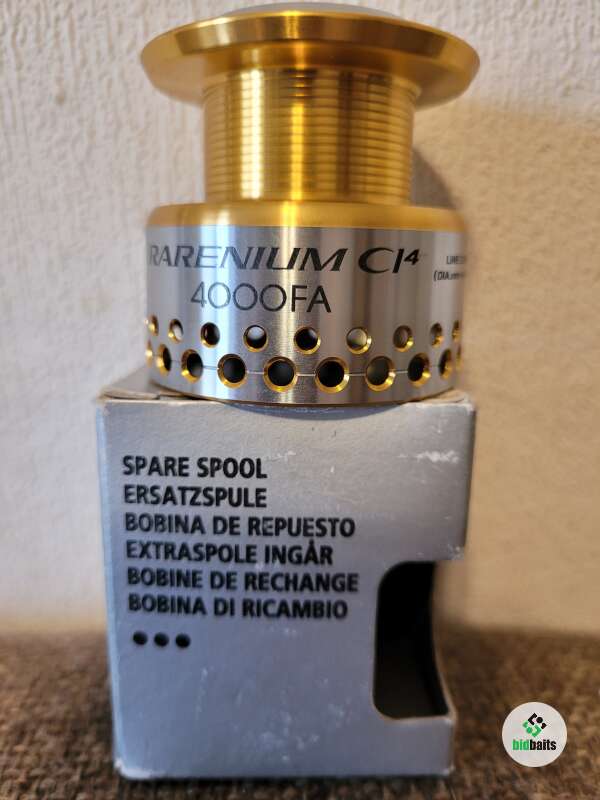 RARENIUM CI4
4000FA
SPARE SPOOL
ERSATZSPULE
BOBINA DE REPUESTO
EXTRASPOLE INGÅR
BOBINE DE RECHANGE
BOBINA DI RICAMBIO
bidbaits